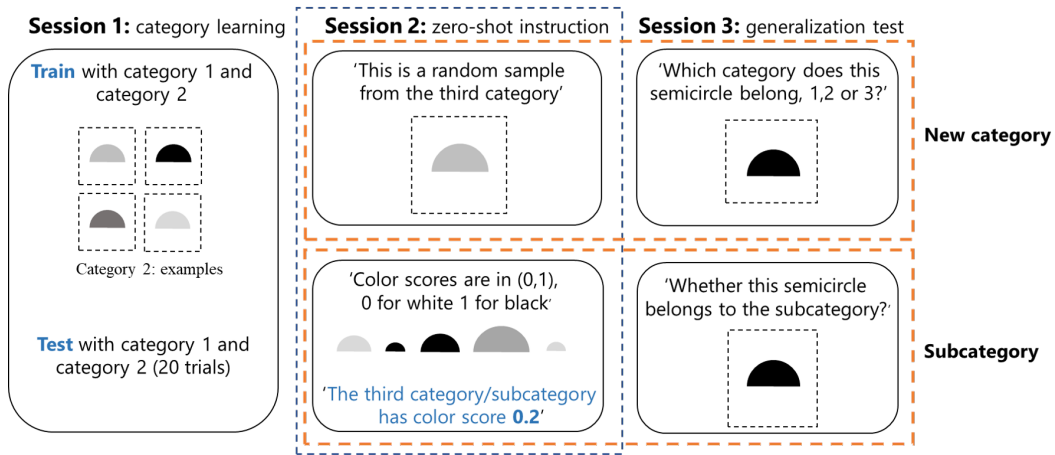 Session 1: category learning
Train with category 1 and
category 2
Category 2: examples
Test with category 1 and
category 2 (20 trials)
Session 2: zero-shot instruction
'This is a random sample
from the third category'
'Color scores are in (0,1),
0 for white 1 for black'
'The third category/subcategory
has color score 0.2'
Session 3: generalization test
'Which category does this
semicircle belong, 1,2 or 3?'
'Whether this semicircle
belongs to the subcategory?'
New category
Subcategory